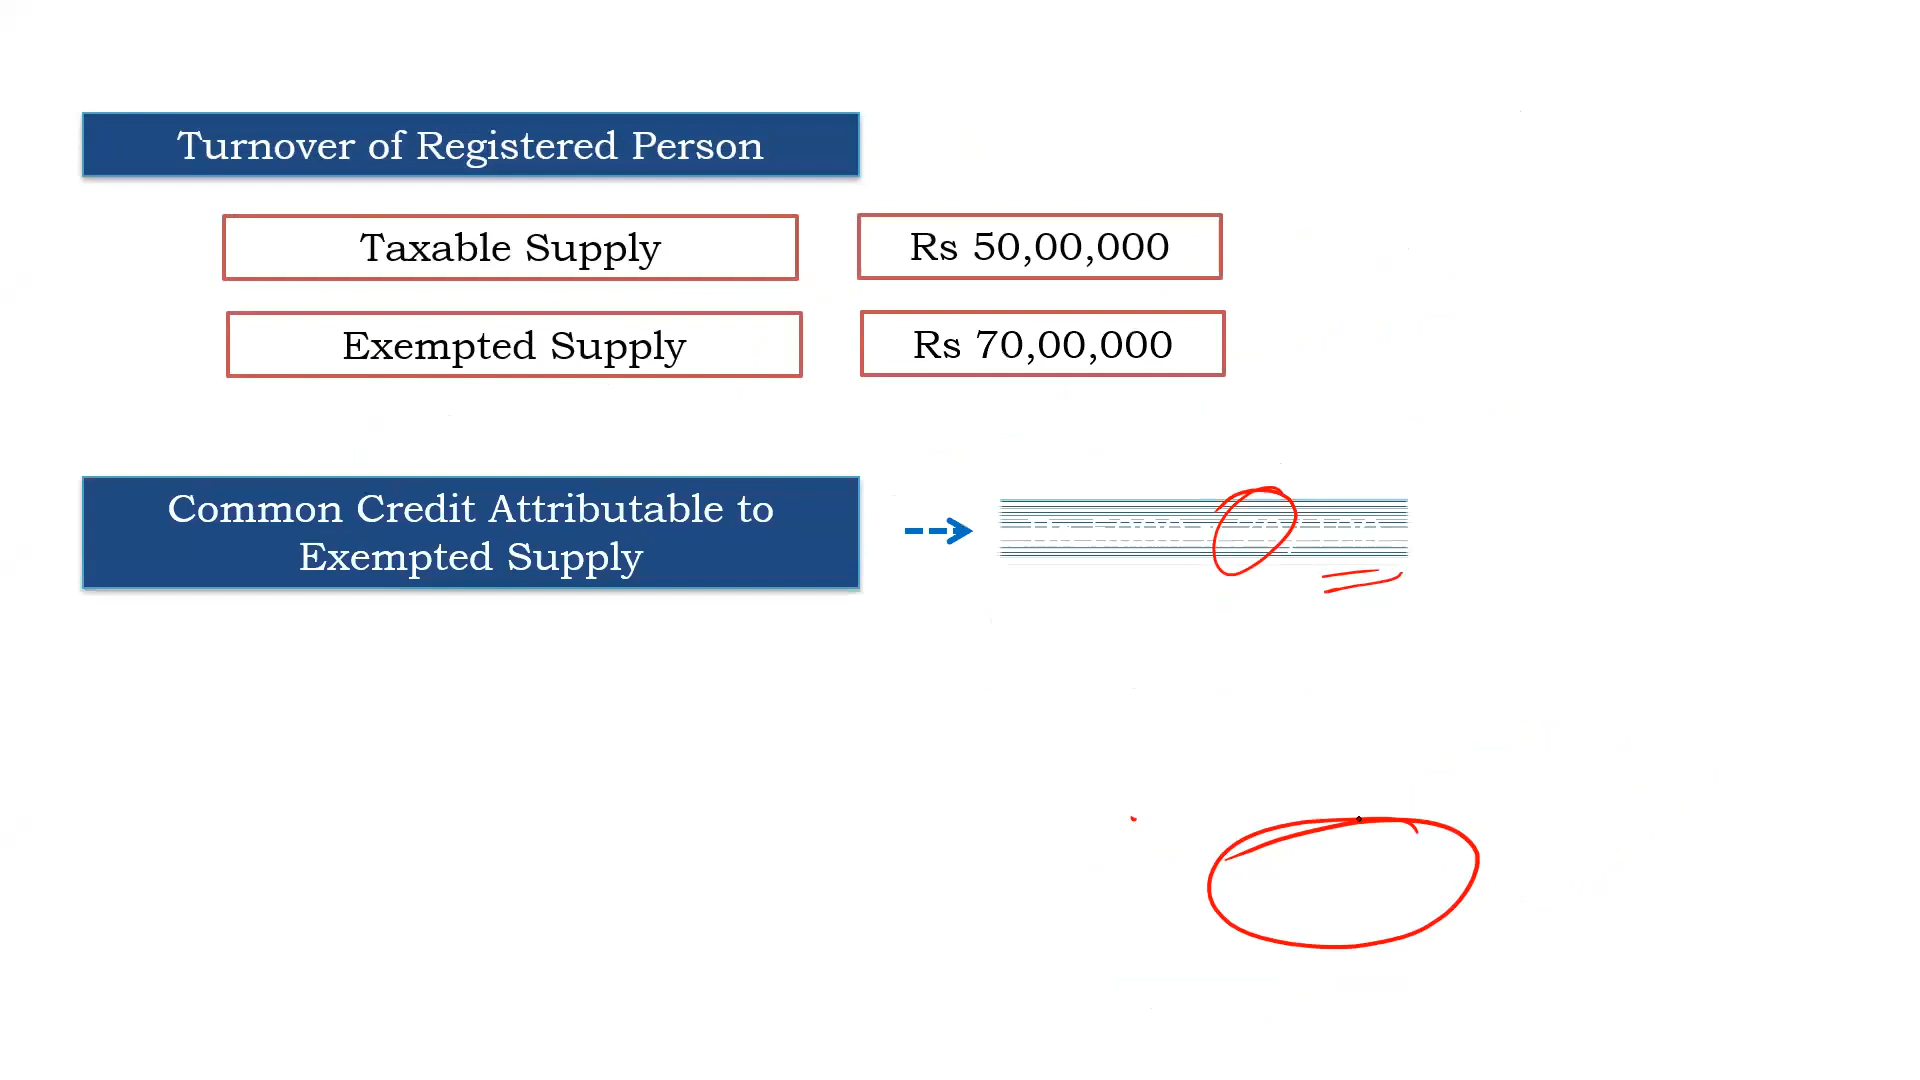 Turnover of Registered Person
Taxable Supply
Rs 50,00,000
Exempted Supply
Rs 70,00,000
Common Credit Attributable to
Exempted Supply